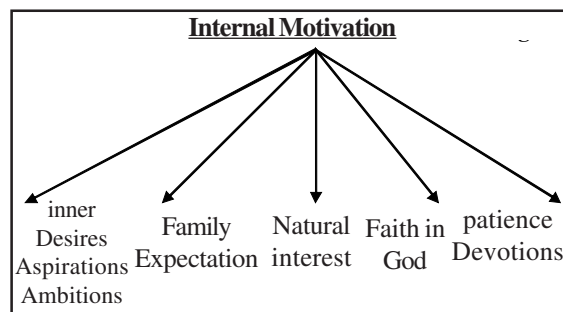 Internal Motivation
inner
Desires
Aspirations
Ambitions
Family
Expectation
Natural
interest
Faith in
God
patience
Devotions